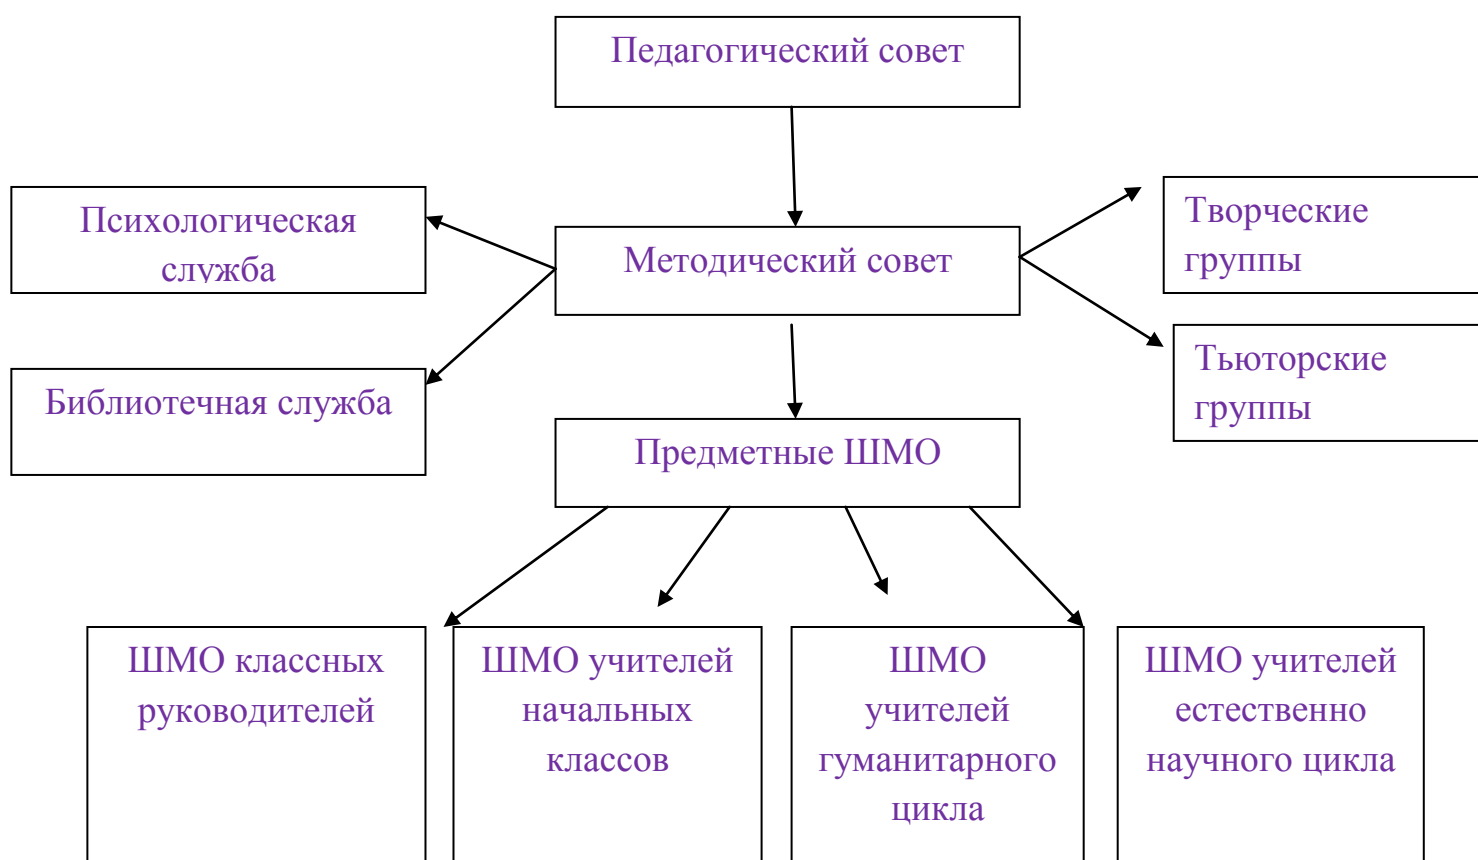 Педагогический совет
Психологическая
служба
Методический совет
Творческие
группы
Библиотечная служба
Тьюторские
группы
Предметные ШМО
ШМО классных
руководителей
ШМО учителей
начальных
классов
ШМО
учителей
гуманитарного
цикла
ШМО учителей
естественно
научного цикла